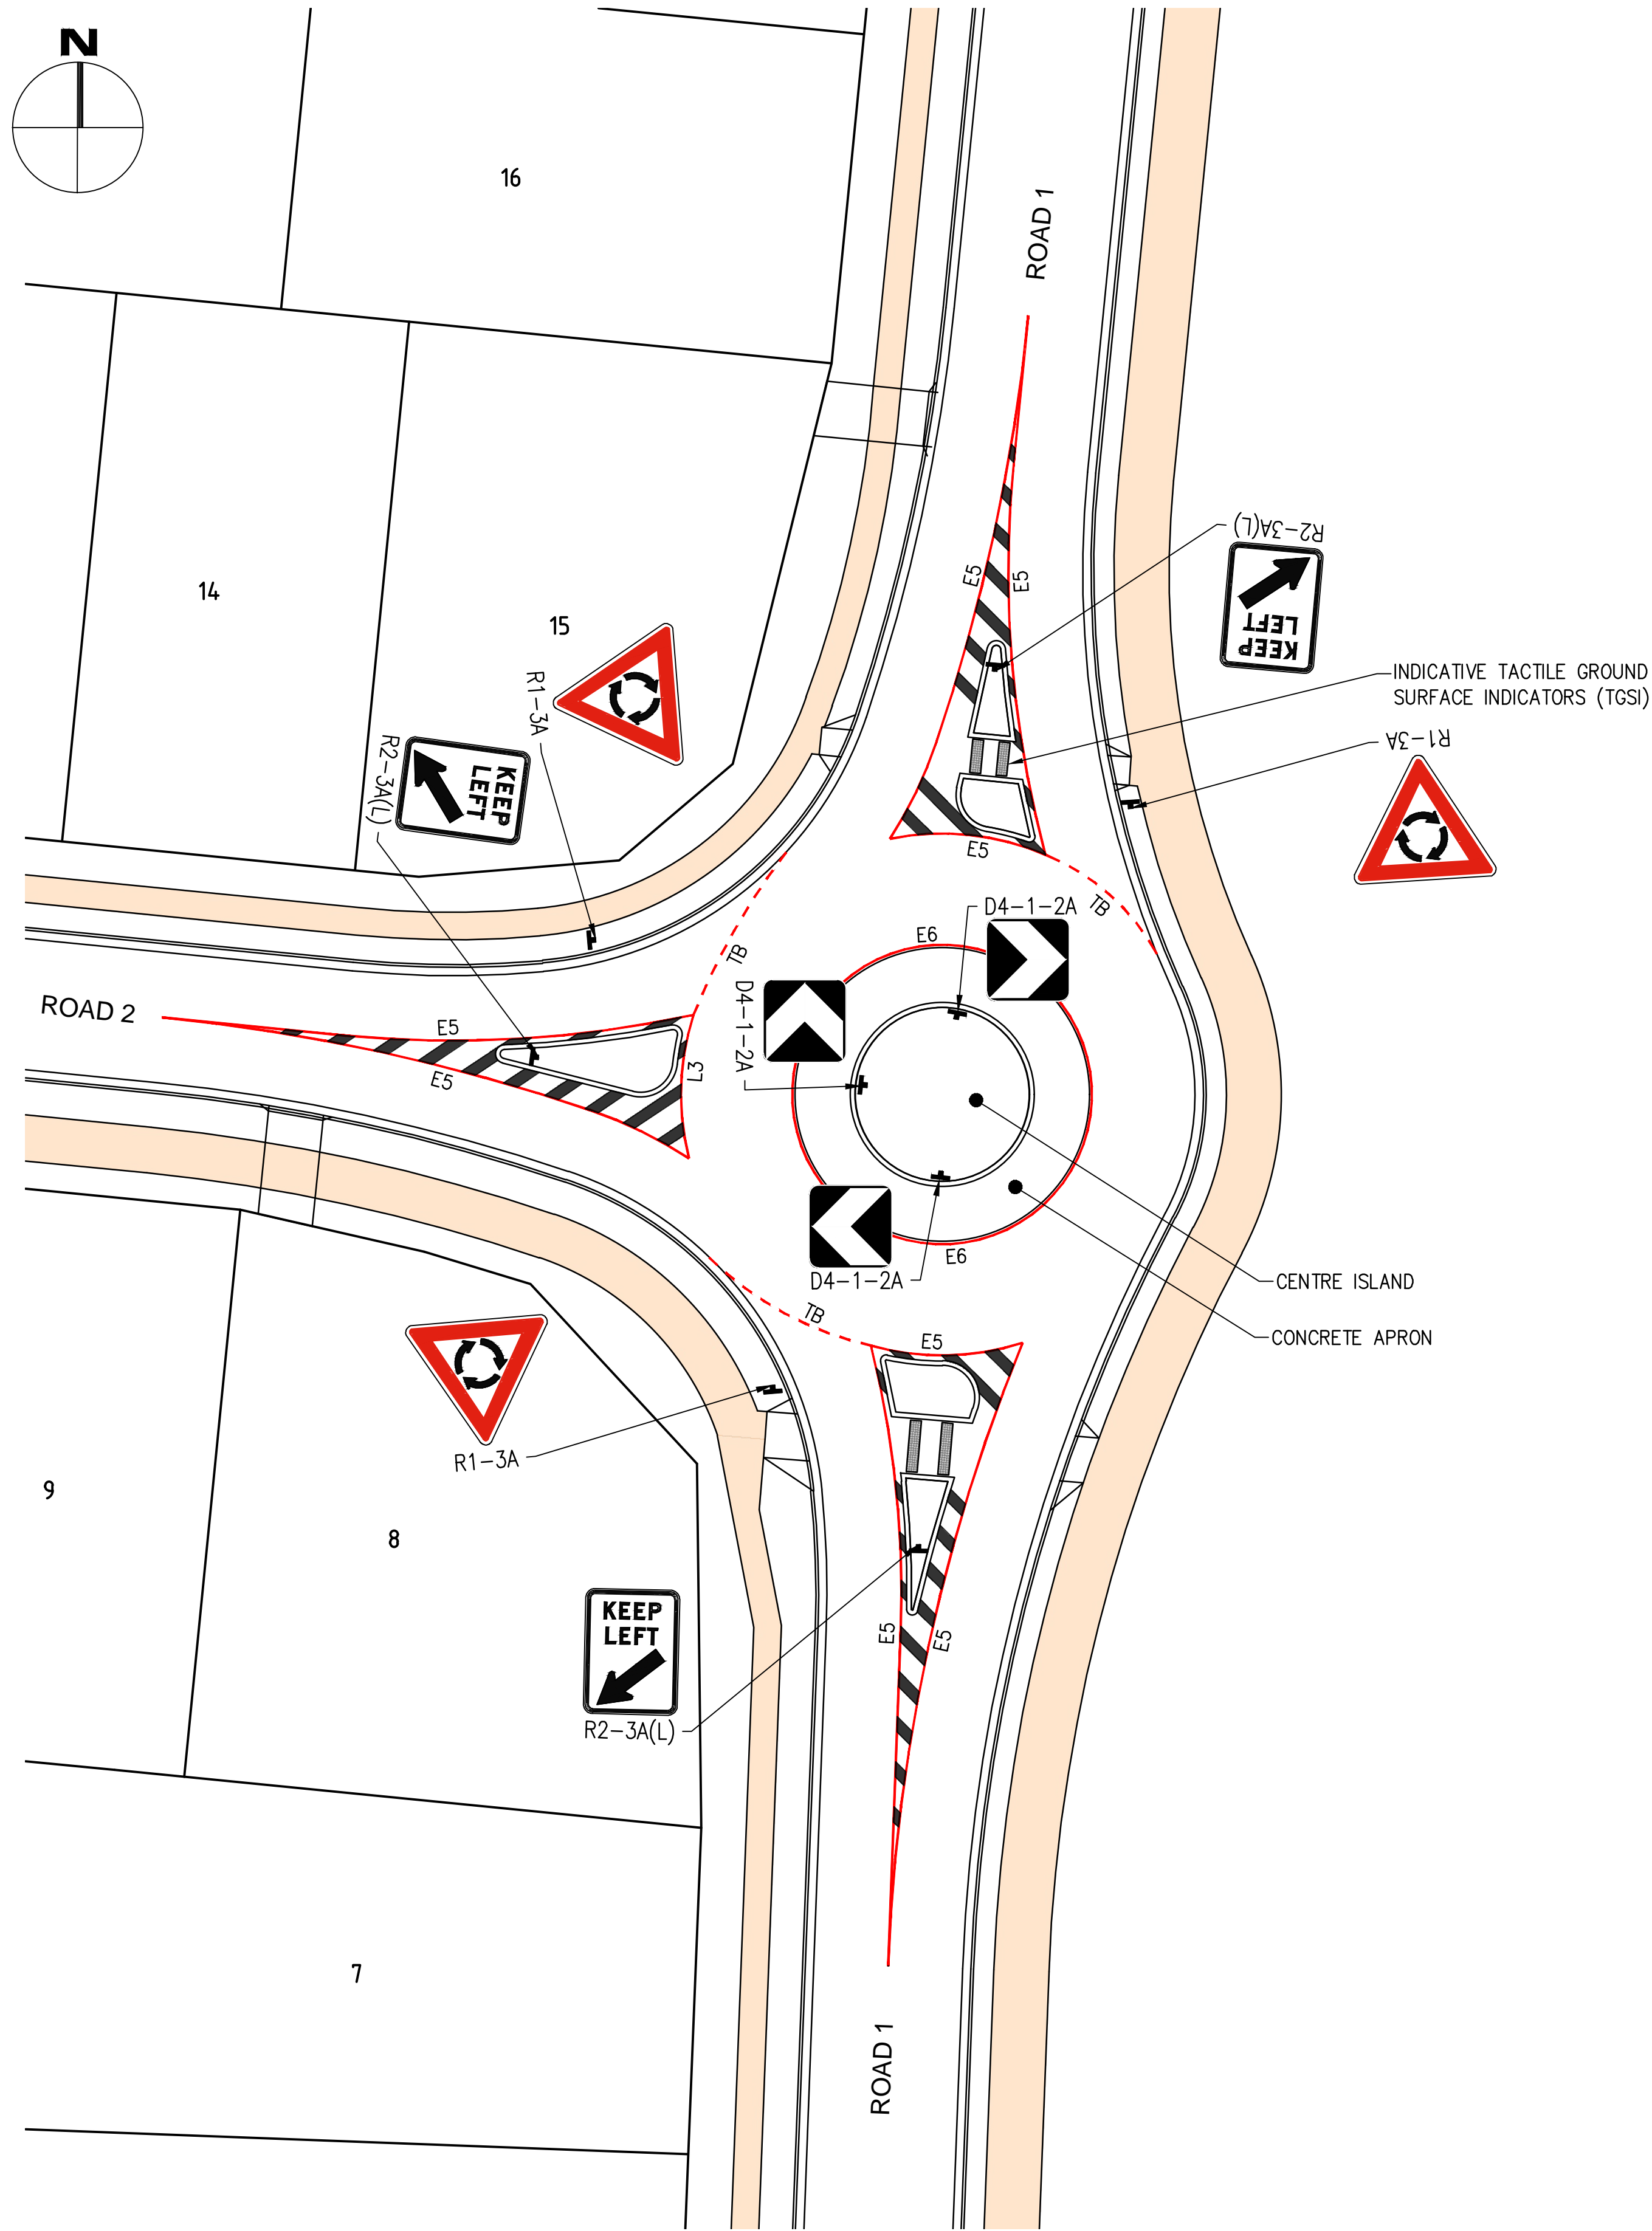 N
16
ROAD 1
R2-3A(L)
KEEP
LEFT
E5
E5
14
15
R1-3A
INDICATIVE TACTILE GROUND
SURFACE INDICATORS (TGSI)
R1-3A
R2-3A(L)
KEEP
LEFT
E5
TB
D4-1-2A
E6
TB
D4-1-2A
ROAD 2
E5
E5
L3
E6
D4-1-2A
CENTRE ISLAND
TB
E5
CONCRETE APRON
R1-3A
9
8
KEEP
LEFT
R2-3A(L)
E5
E5
7
ROAD 1